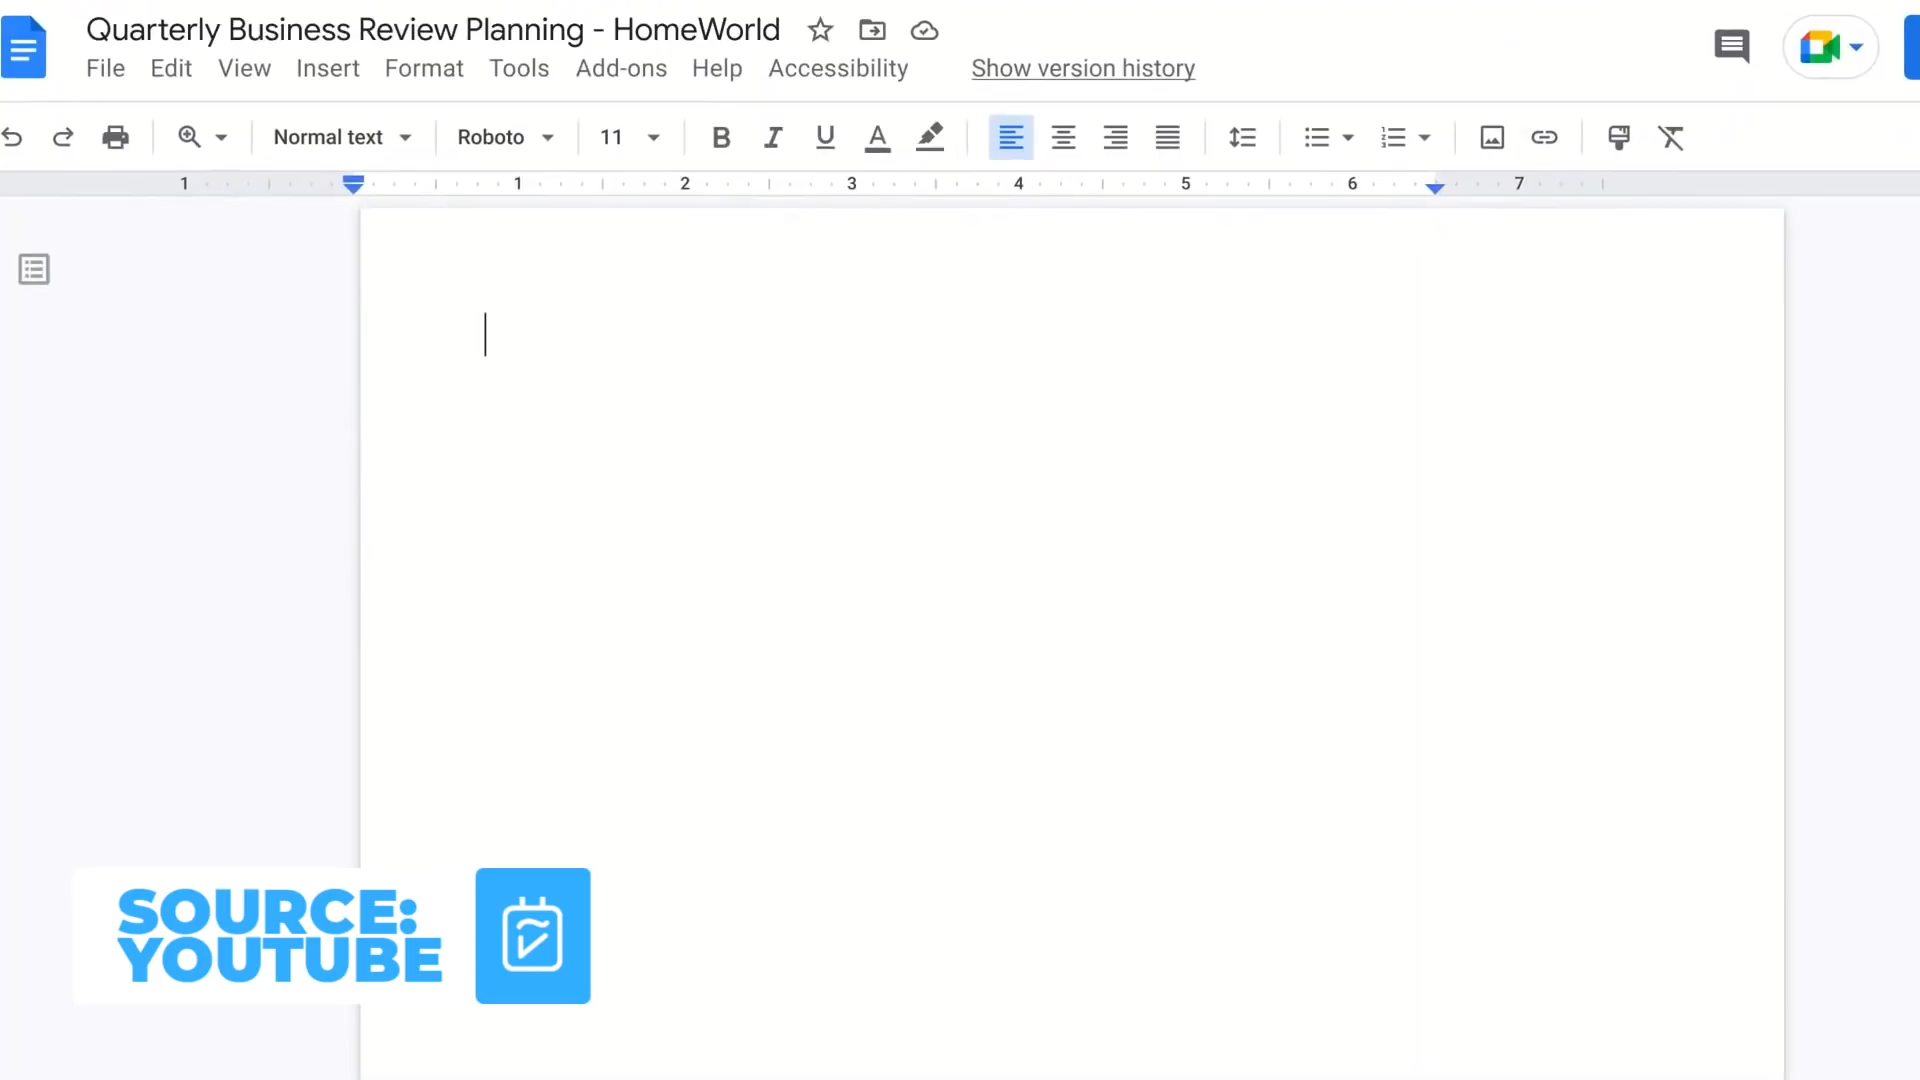 Quarterly Business Review Planning - HomeWorld
File Edit View Insert Format Tools Add-ons Help Accessibility Show version history
Normal text Roboto 11 B I U A
1 1 2 3 4 5 6 7
SOURCE:
YOUTUBE